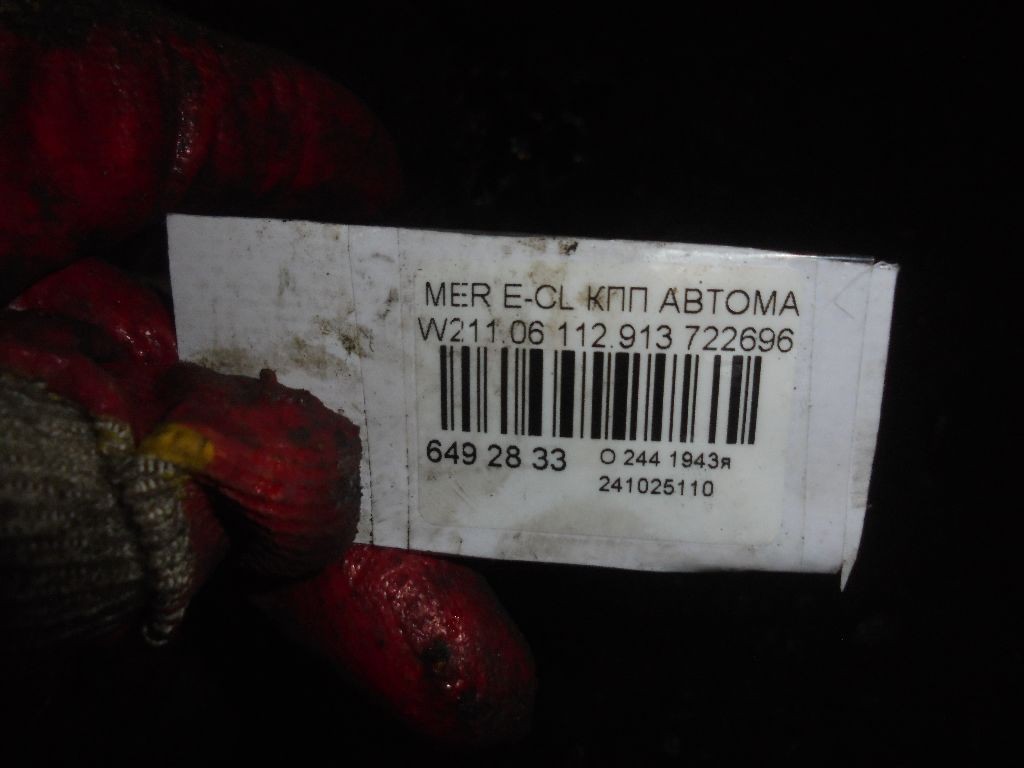 MER E-CL КПП АВТОМА
W211.06 112.913 722696
649 28 33
О 244 1943я
241025110